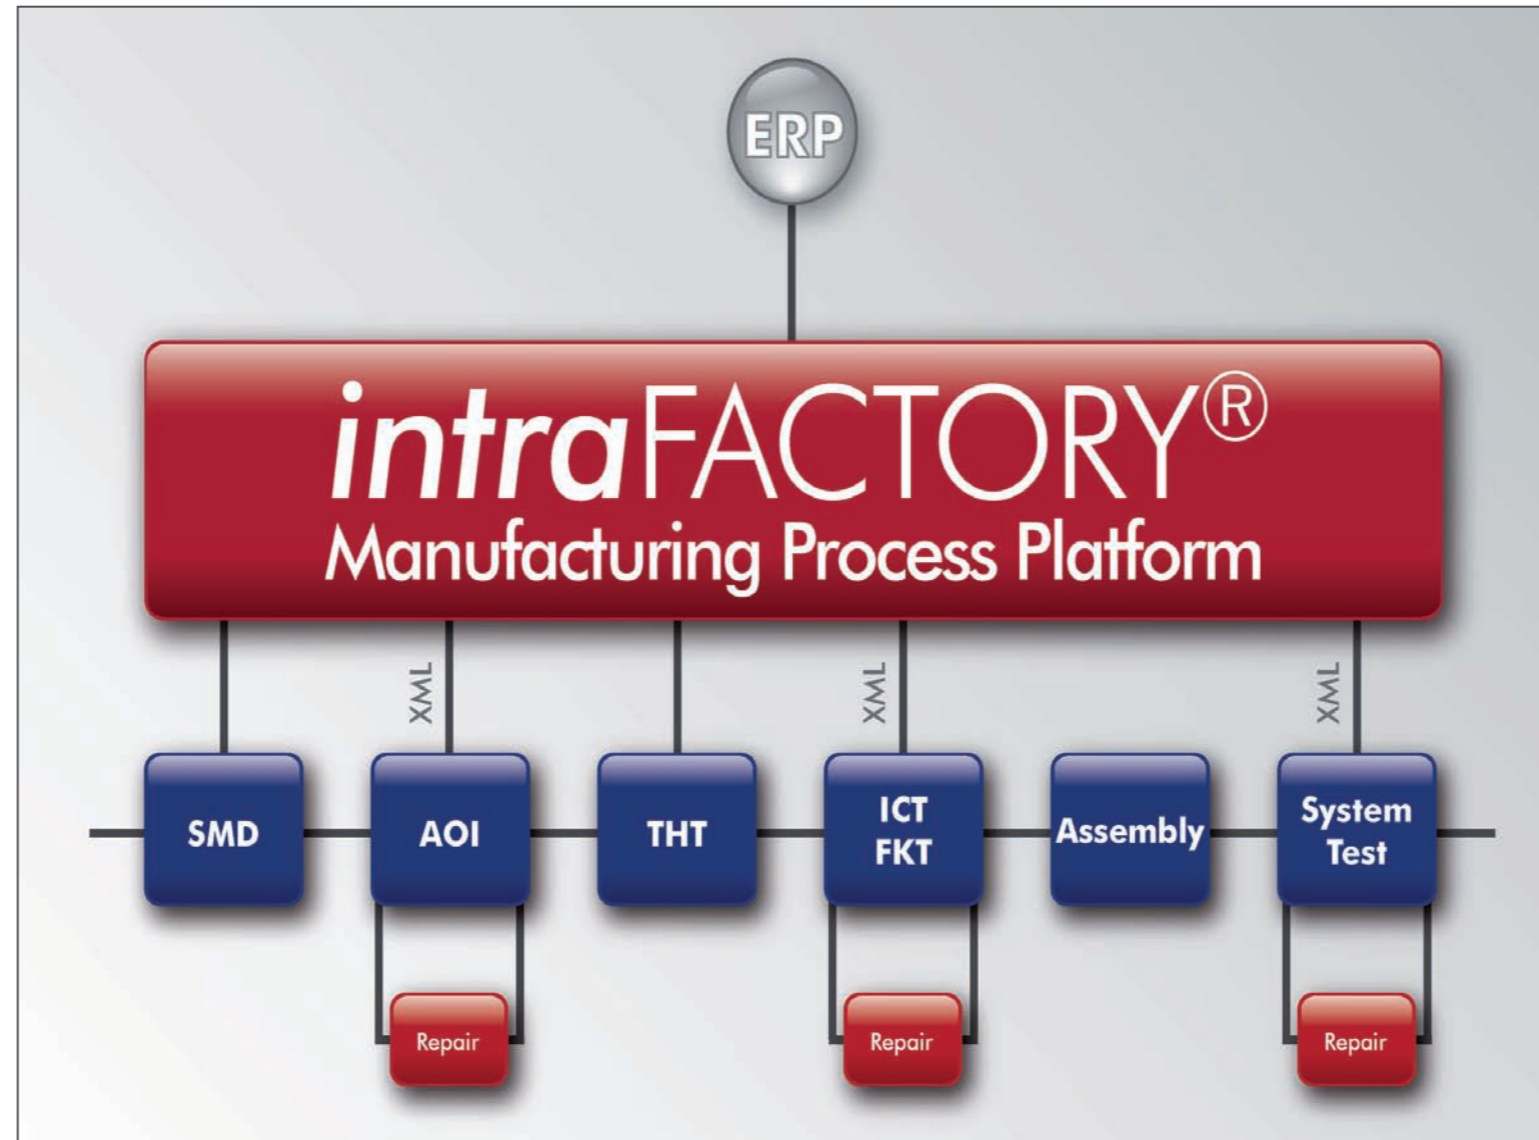 ERP
intraFACTORY®
Manufacturing Process Platform
XML
XML
XML
SMD
AOI
THT
ICT
FKT
Assembly
System
Test
Repair
Repair
Repair